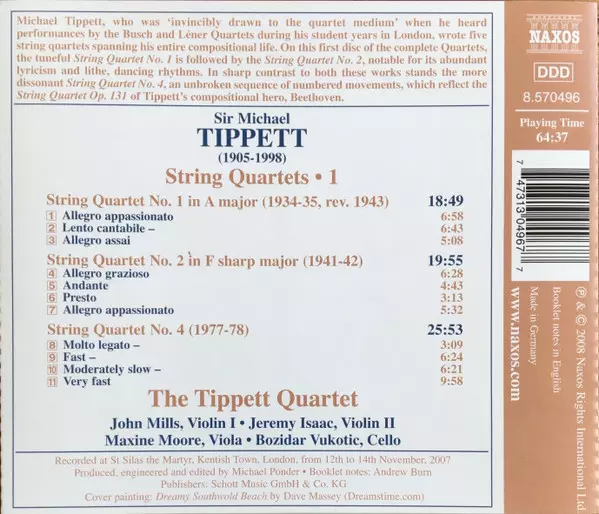 Michael Tippett, who was 'invincibly drawn to the quartet medium' when he heard
performances by the Busch and Léner Quartets during his student years in London, wrote five
string quartets spanning his entire compositional life. On this first disc of the complete Quartets,
the tuneful String Quartet No. 1 is followed by the String Quartet No. 2, notable for its abundant
lyricism and lithe, dancing rhythms. In sharp contrast to both these works stands the more
dissonant String Quartet No. 4, an unbroken sequence of numbered movements, which reflect the
String Quartet Op. 131 of Tippett's compositional hero, Beethoven.
Sir Michael
TIPPETT
(1905-1998)
String Quartets • 1
String Quartet No. 1 in A major (1934-35, rev. 1943) 18:49
1 Allegro appassionato 6:58
2 Lento cantabile – 6:43
3 Allegro assai 5:08
String Quartet No. 2 in F sharp major (1941-42) 19:55
4 Allegro grazioso 6:28
5 Andante 4:43
6 Presto 3:13
7 Allegro appassionato 5:32
String Quartet No. 4 (1977-78) 25:53
8 Molto legato – 3:09
9 Fast – 6:24
10 Moderately slow – 6:21
11 Very fast 9:58
The Tippett Quartet
John Mills, Violin I • Jeremy Isaac, Violin II
Maxine Moore, Viola • Bozidar Vukotic, Cello
Recorded at St Silas the Martyr, Kentish Town, London, from 12th to 14th November, 2007
Produced, engineered and edited by Michael Ponder • Booklet notes: Andrew Burn
Publishers: Schott Music GmbH & Co. KG
Cover painting: Dreamy Southwold Beach by Dave Massey (Dreamstime.com)
NAXOS
DDD
8.570496
Playing Time
64:37
7 47313 04967 7
www.naxos.com
Made in Germany
Booklet notes in English
℗ & © 2008 Naxos Rights International Ltd.